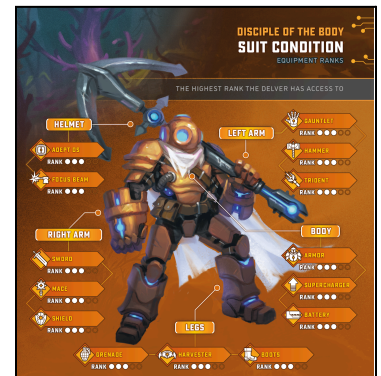 DISCIPLE OF THE BODY
SUIT CONDITION
EQUIPMENT RANKS
THE HIGHEST RANK THE DELVER HAS ACCESS TO
HELMET
ADEPT OS
RANK
FOCUS BEAM
RANK
LEFT ARM
GAUNTLET
RANK
HAMMER
RANK
TRIDENT
RANK
RIGHT ARM
SWORD
RANK
MACE
RANK
SHIELD
RANK
BODY
ARMOR
RANK
SUPERCHARGER
RANK
BATTERY
RANK
LEGS
GRENADE
RANK
HARVESTER
RANK
BOOTS
RANK